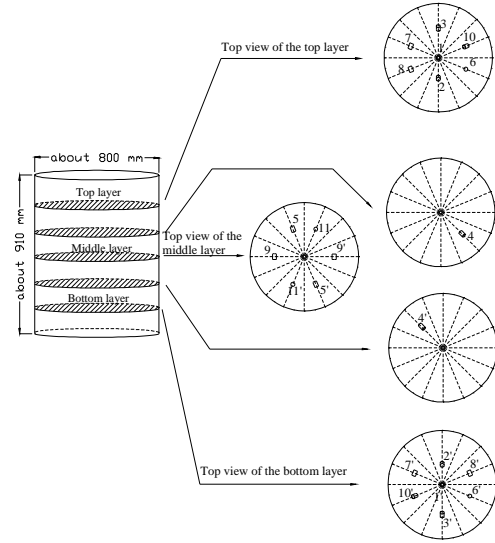 3
7
10
1
8
6
2
Top view of the top layer
about 800 mm
about 910 mm
Top layer
Middle layer
Bottom layer
4
Top view of the
middle layer
5
11
9
9'
11'
5'
4'
Top view of the bottom layer
2'
7'
8'
10'
1'
6'
3'